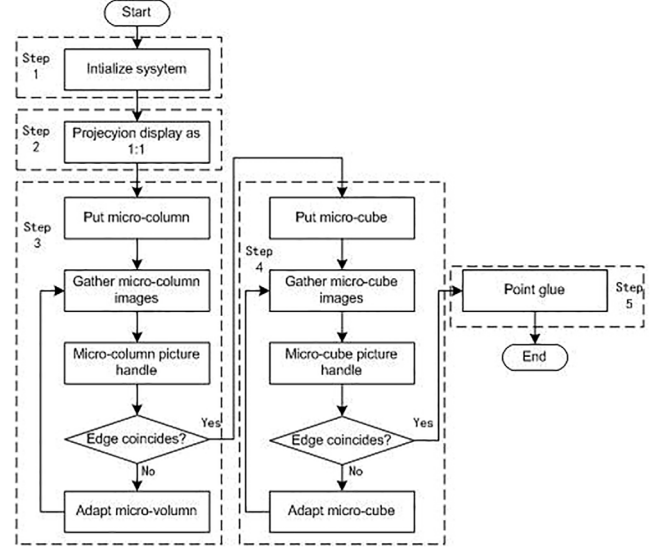 Start
Step
1
Intialize sysytem
Step
2
Projecyion display as
1:1
Step
3
Put micro-column
Gather micro-column
images
Micro-column picture
handle
Edge coincides?
Yes
No
Adapt micro-volumn
Put micro-cube
Step
4
Gather micro-cube
images
Micro-cube picture
handle
Edge coincides?
Yes
No
Adapt micro-cube
Point glue
Step
5
End